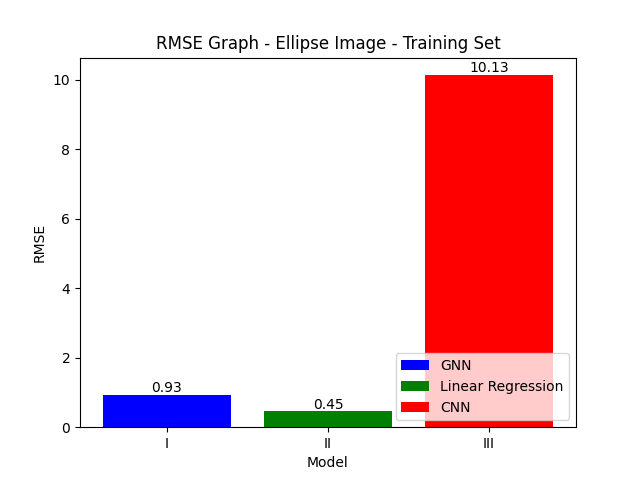 RMSE Graph - Ellipse Image - Training Set
10.13
10
8
6
4
2
0
RMSE
0.93
0.45
GNN
Linear Regression
CNN
I
II
III
Model